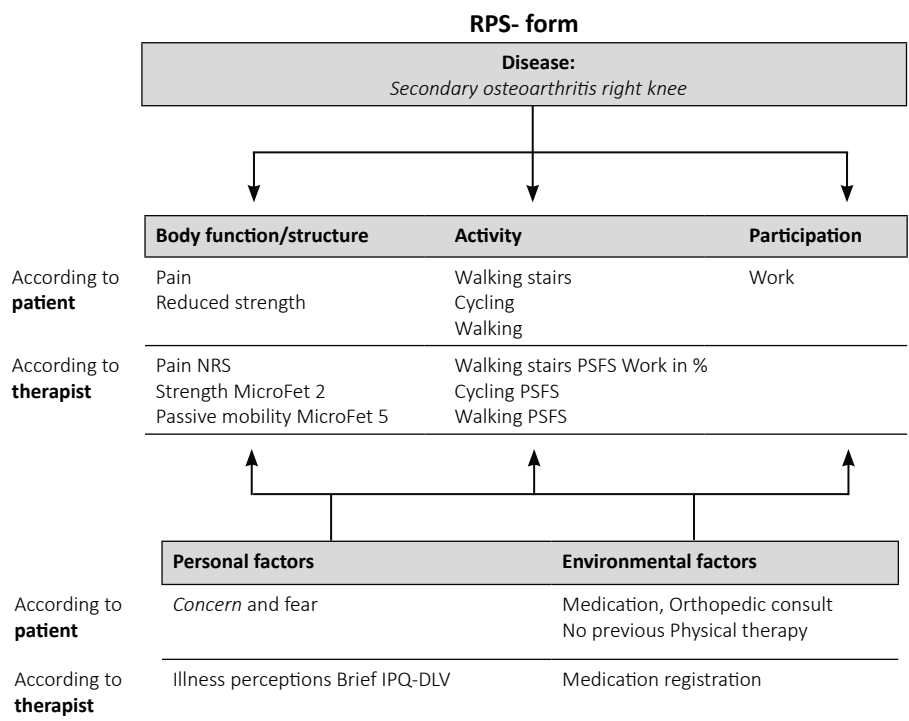 RPS- form
Disease:
Secondary osteoarthritis right knee
Body function/structure Activity Participation
According to patient
Pain
Reduced strength
Walking stairs
Cycling
Walking
Work
According to therapist
Pain NRS
Strength MicroFet 2
Passive mobility MicroFet 5
Walking stairs PSFS Work in %
Cycling PSFS
Walking PSFS
Personal factors Environmental factors
According to patient
Concern and fear
Medication, Orthopedic consult
No previous Physical therapy
According to therapist
Illness perceptions Brief IPQ-DLV
Medication registration